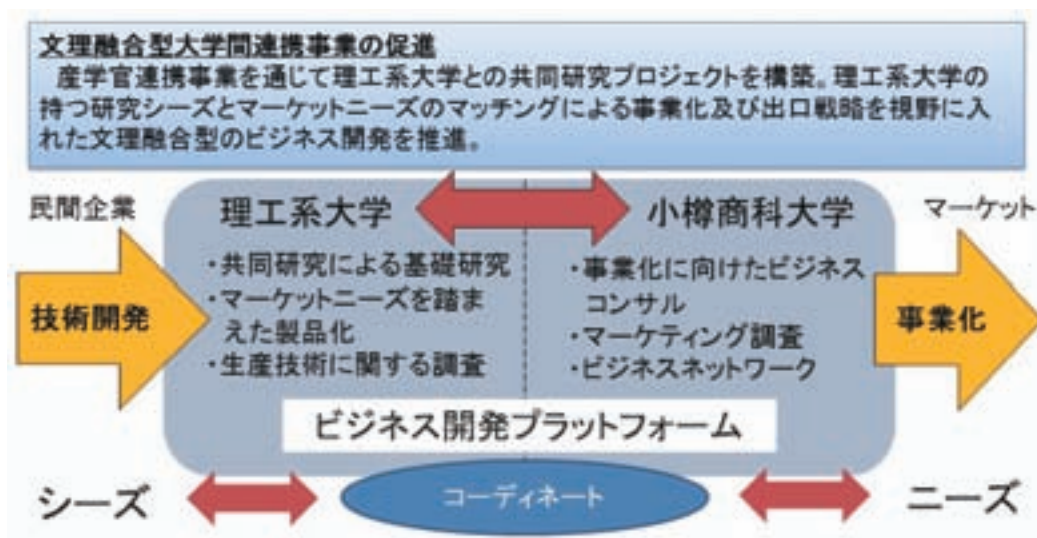 文理融合型大学間連携事業の促進
産学官連携事業を通じて理工系大学との共同研究プロジェクトを構築。理工系大学の
持つ研究シーズとマーケットニーズのマッチングによる事業化及び出口戦略を視野に入
れた文理融合型のビジネス開発を推進。
民間企業
理工系大学
小樽商科大学
マーケット
技術開発
・共同研究による基礎研究
・マーケットニーズを踏ま
えた製品化
・生産技術に関する調査
・事業化に向けたビジネス
コンサル
・マーケティング調査
・ビジネスネットワーク
事業化
ビジネス開発プラットフォーム
シーズ
コーディネート
ニーズ